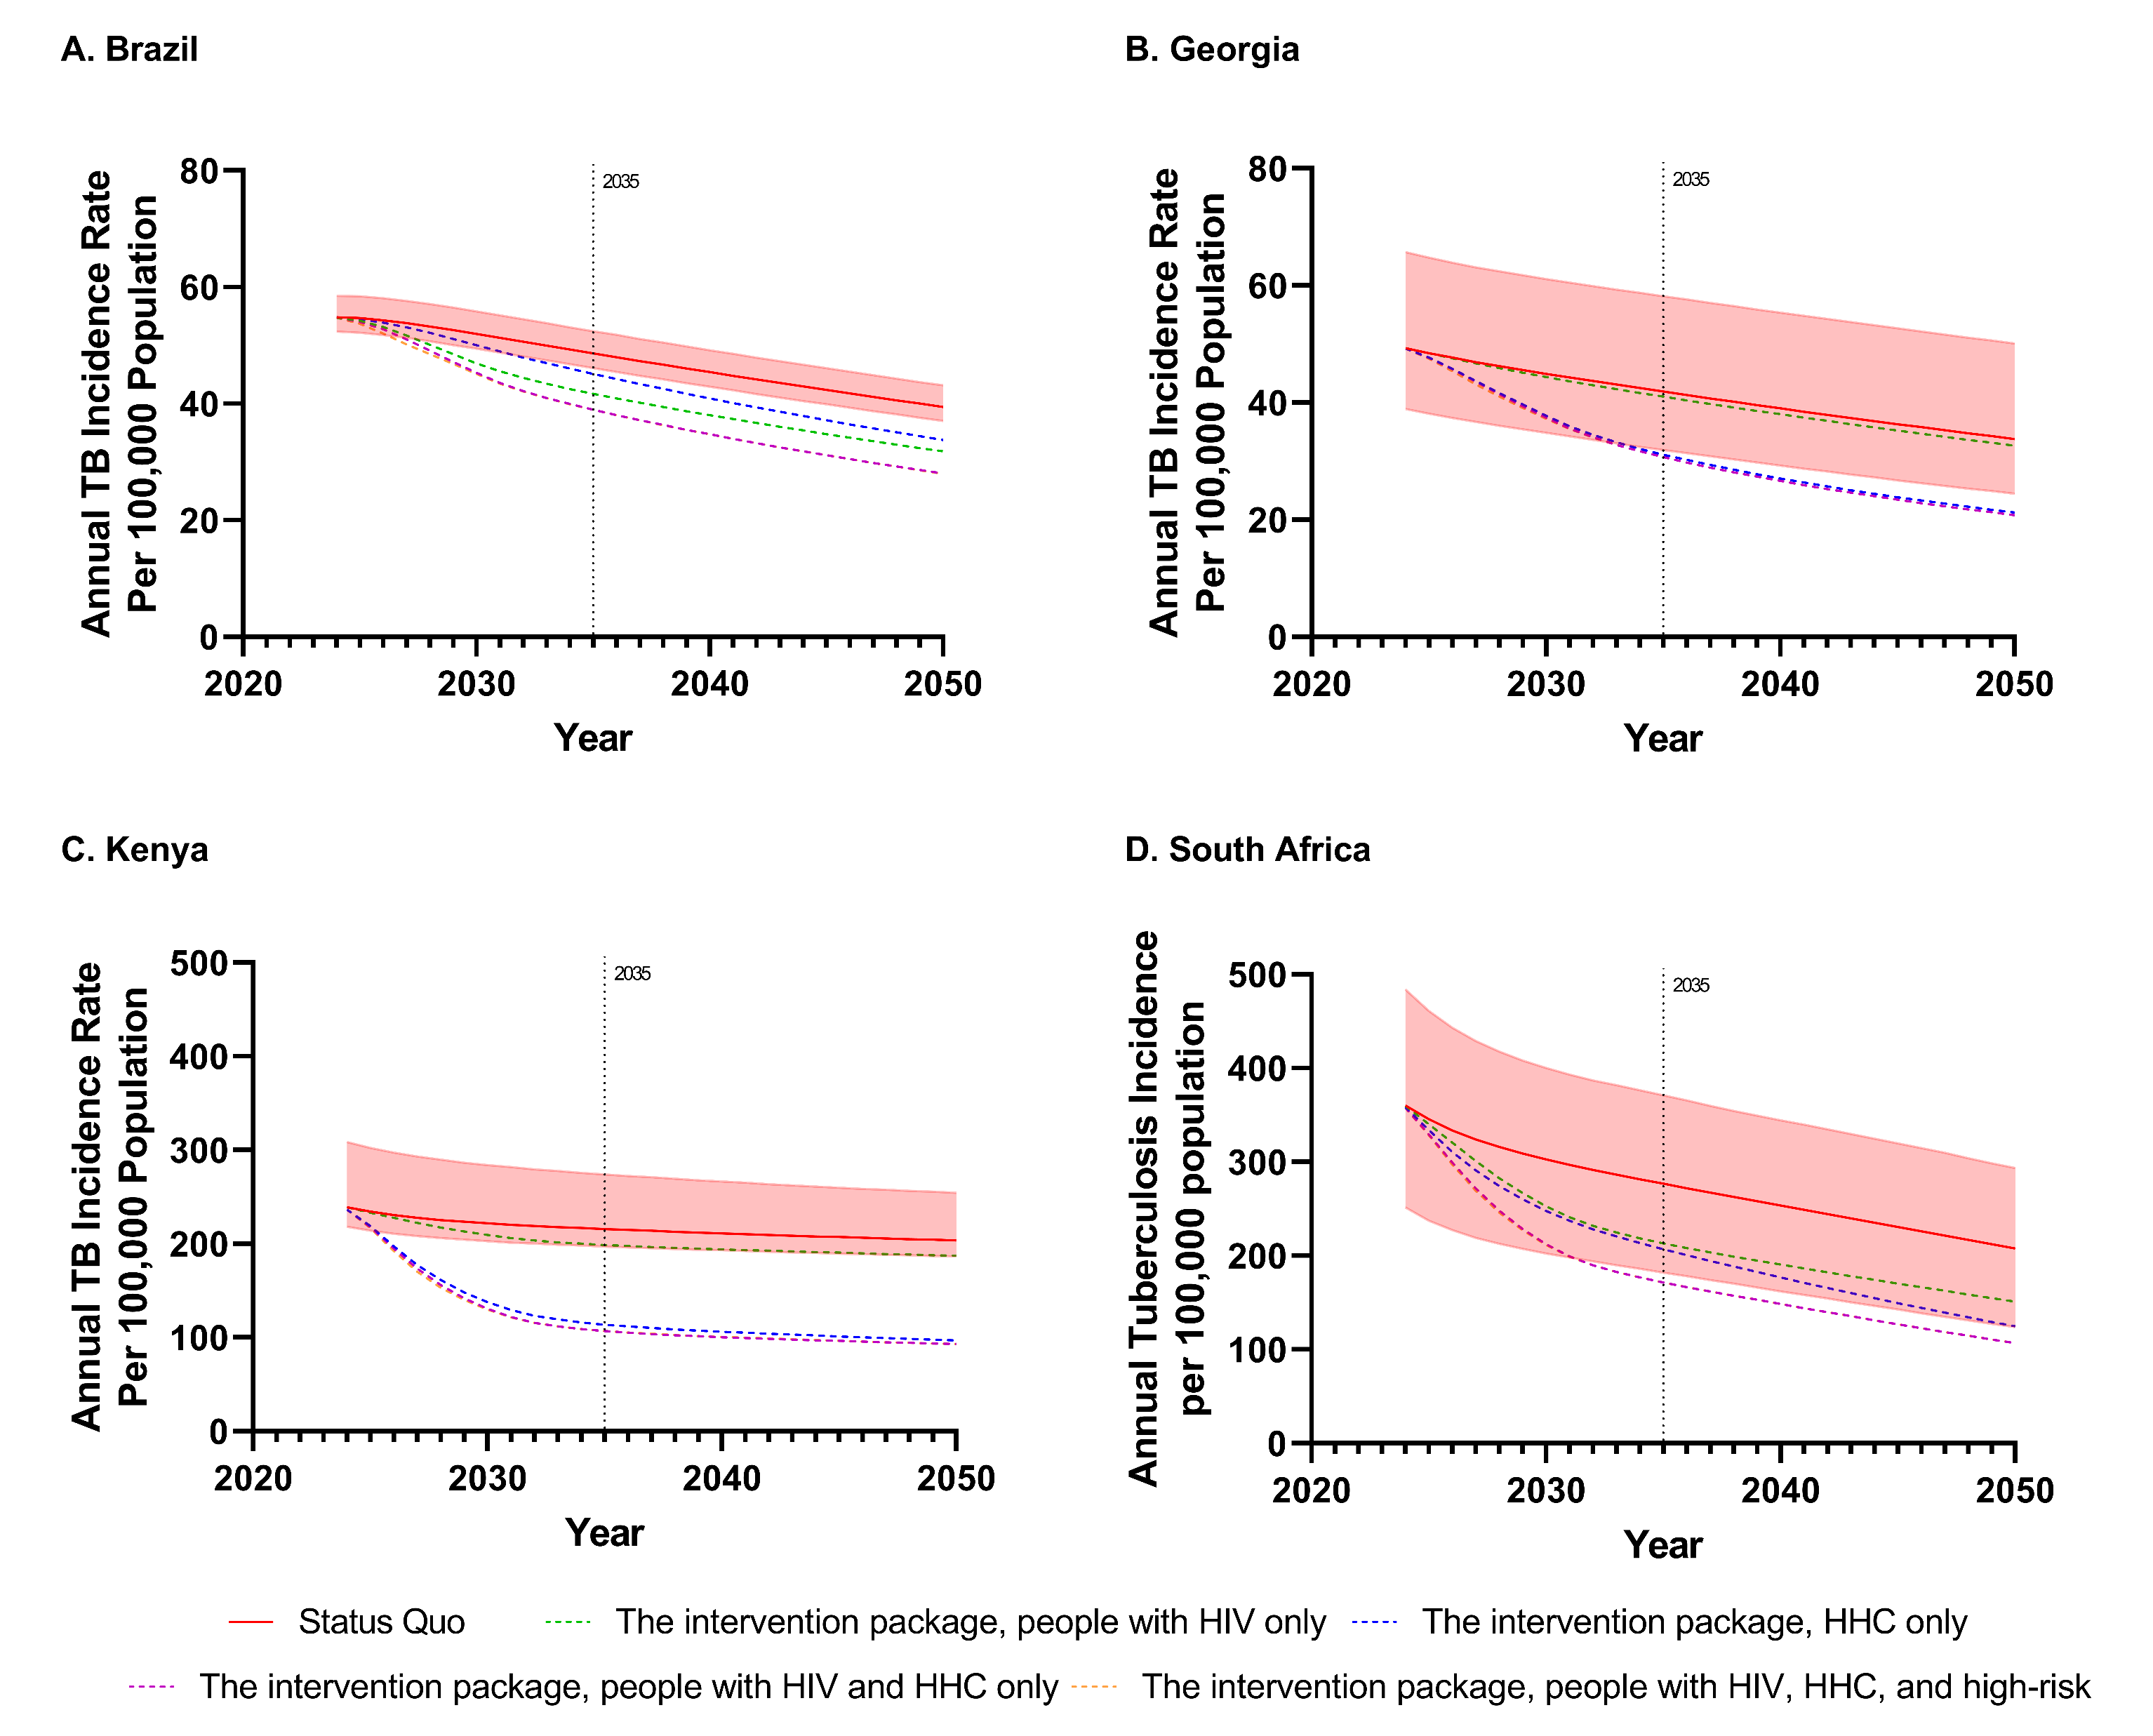 A. Brazil
Annual TB Incidence Rate
Per 100,000 Population
80
60
40
20
0
2035
2020
2030
2040
2050
Year
B. Georgia
Annual TB Incidence Rate
Per 100,000 Population
80
60
40
20
0
2035
2020
2030
2040
2050
Year
C. Kenya
Annual TB Incidence Rate
Per 100,000 Population
500
400
300
200
100
0
2035
2020
2030
2040
2050
Year
D. South Africa
Annual Tuberculosis Incidence
per 100,000 population
500
400
300
200
100
0
2035
2020
2030
2040
2050
Year
Status Quo
The intervention package, people with HIV only
The intervention package, HHC only
The intervention package, people with HIV and HHC only
The intervention package, people with HIV, HHC, and high-risk